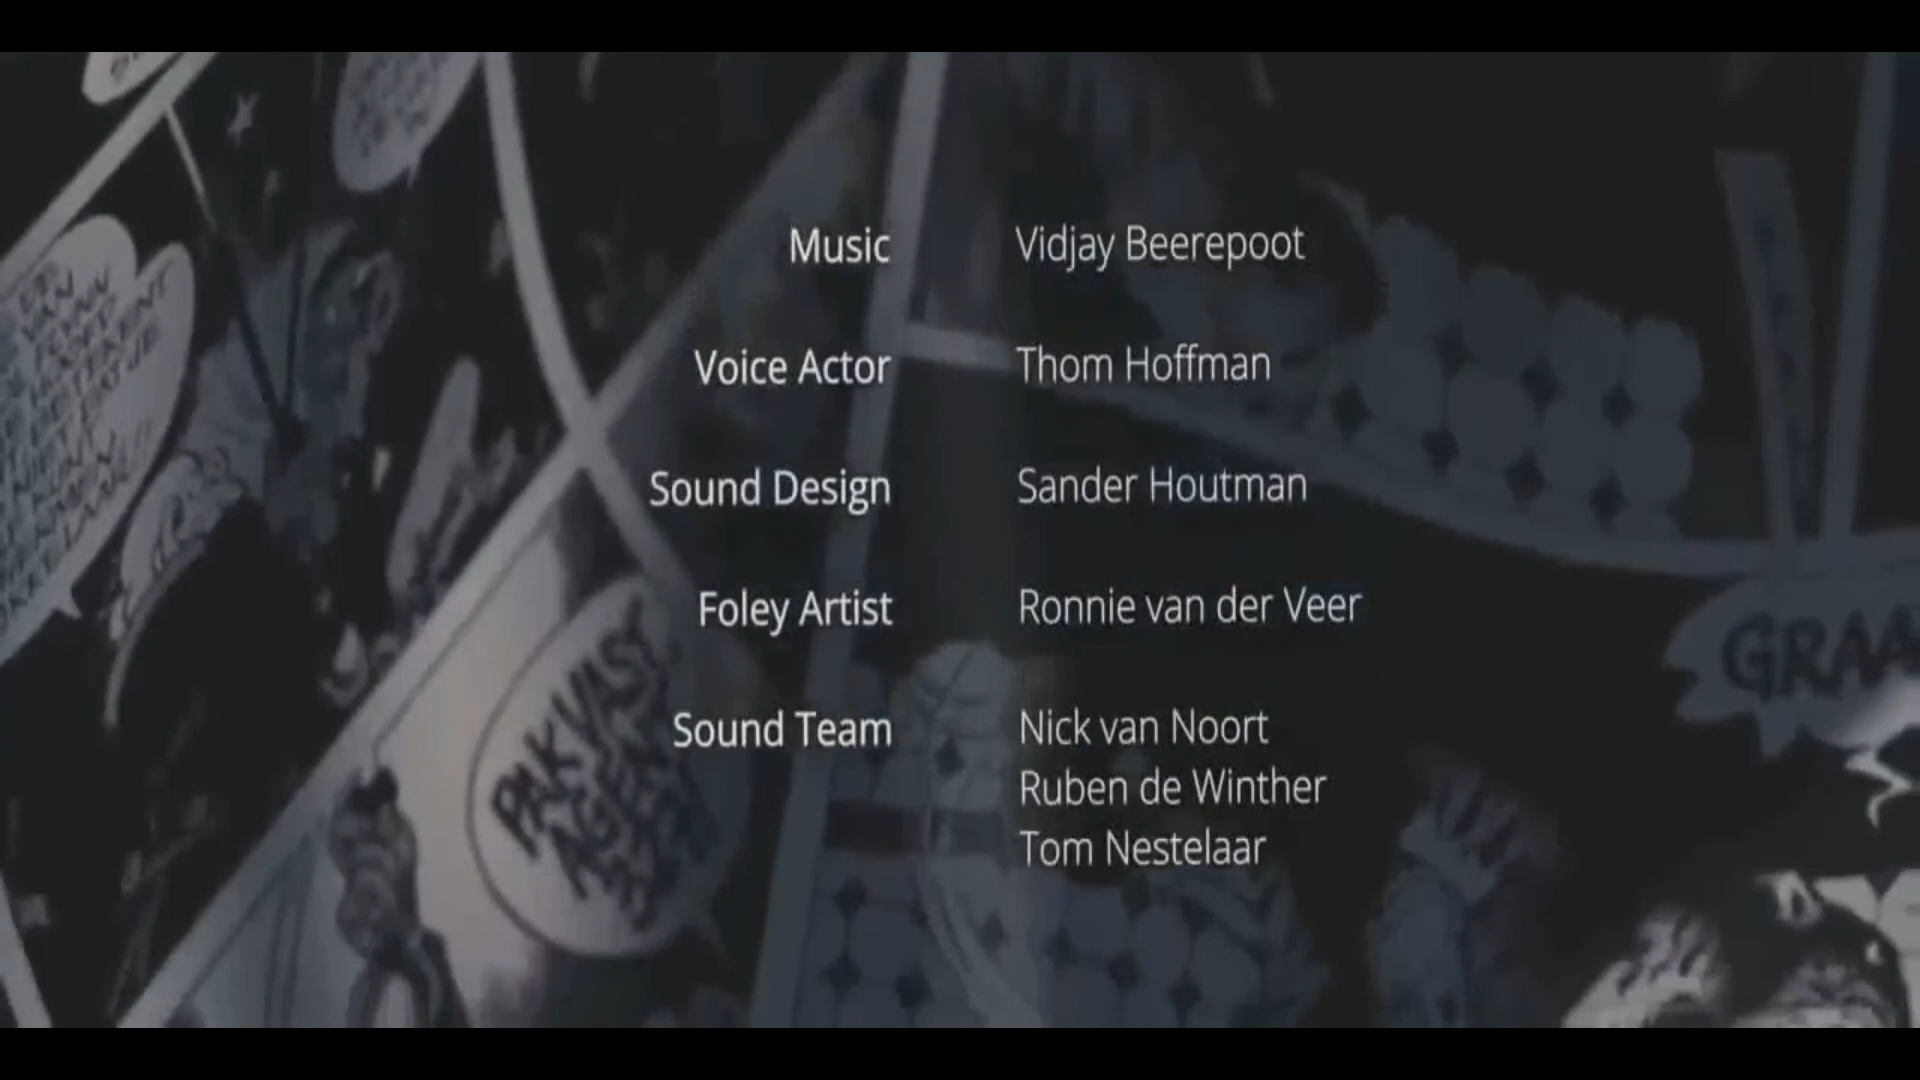 Music Vidjay Beerepoot
Voice Actor Thom Hoffman
Sound Design Sander Houtman
Foley Artist Ronnie van der Veer
Sound Team Nick van Noort
Ruben de Winther
Tom Nestelaar
PAK VAST